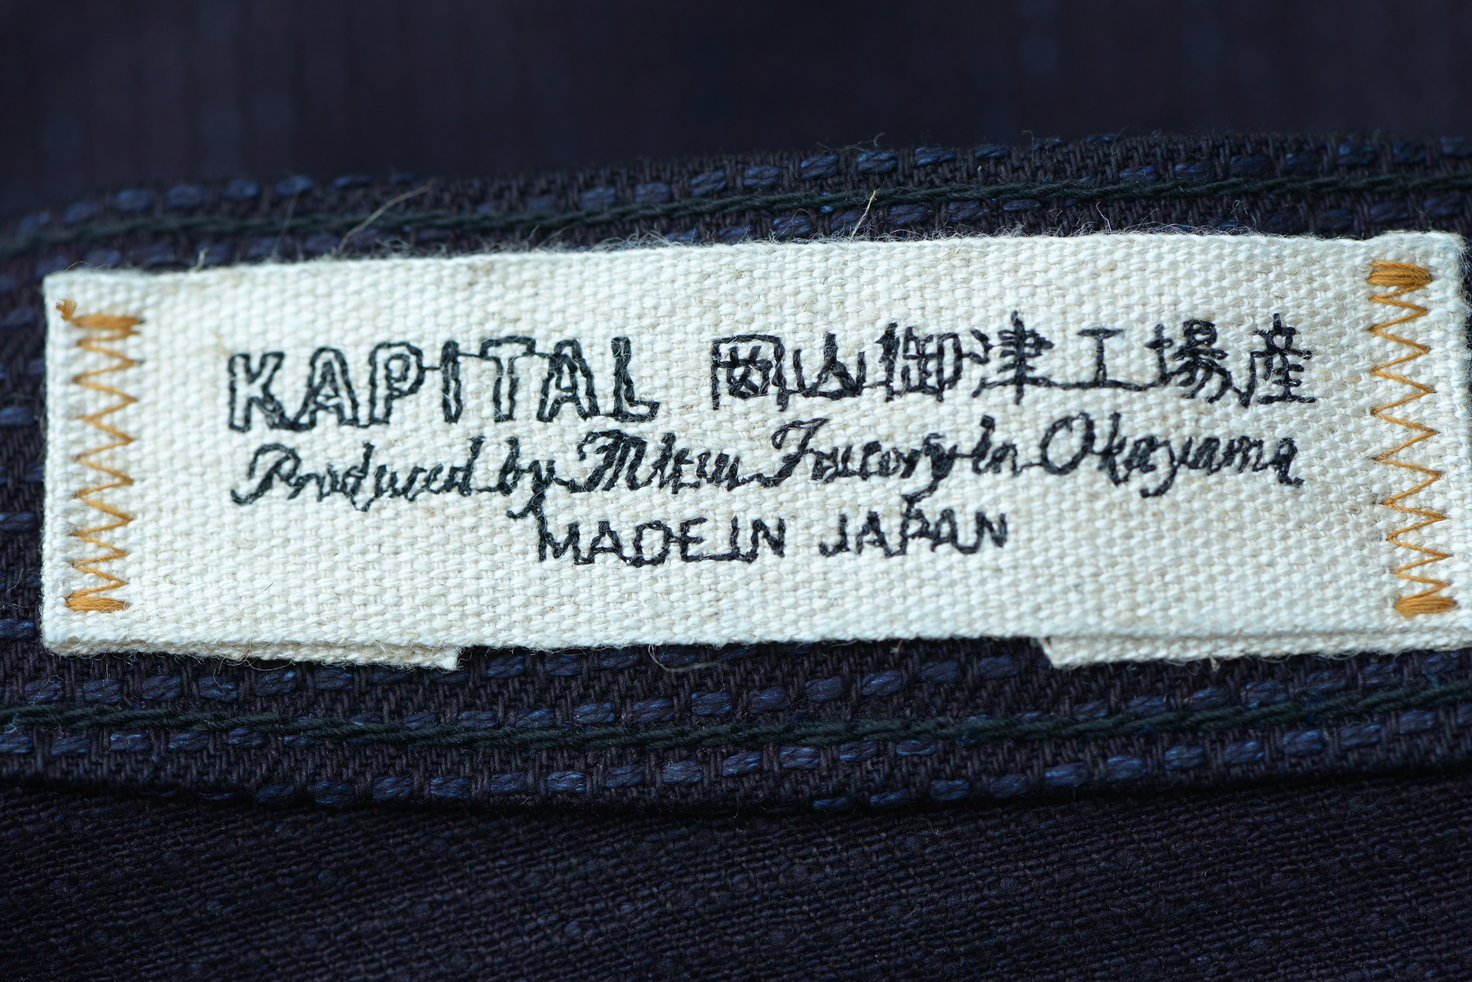 KAPITAL 岡山御津工場産
Produced by Mitsu Factory in Okayama
MADE IN JAPAN